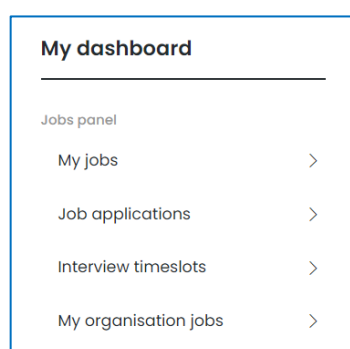 My dashboard
Jobs panel
My jobs
Job applications
Interview timeslots
My organisation jobs